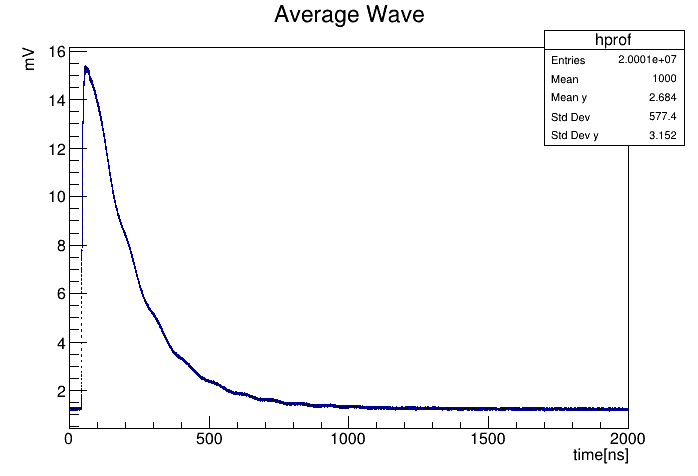 Average Wave
hprof
Entries 2.0001e+07
Mean 1000
Mean y 2.684
Std Dev 577.4
Std Dev y 3.152
mV
16
14
12
10
8
6
4
2
0 500 1000 1500 2000
time[ns]